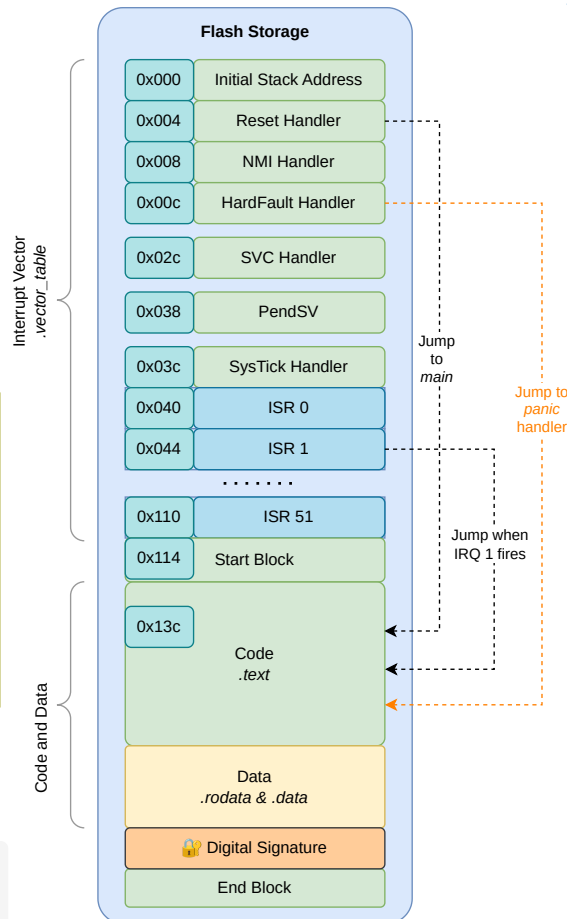 Flash Storage
0x000 Initial Stack Address
0x004 Reset Handler
0x008 NMI Handler
0x00c HardFault Handler
0x02c SVC Handler
0x038 PendSV
0x03c SysTick Handler
0x040 ISR 0
0x044 ISR 1
.......
0x110 ISR 51
0x114 Start Block
0x13c
Code
.text
Data
.rodata & .data
🔐 Digital Signature
End Block
Interrupt Vector
.vector_table
Code and Data
Jump
to
main
Jump to
panic
handler
Jump when
IRQ 1 fires